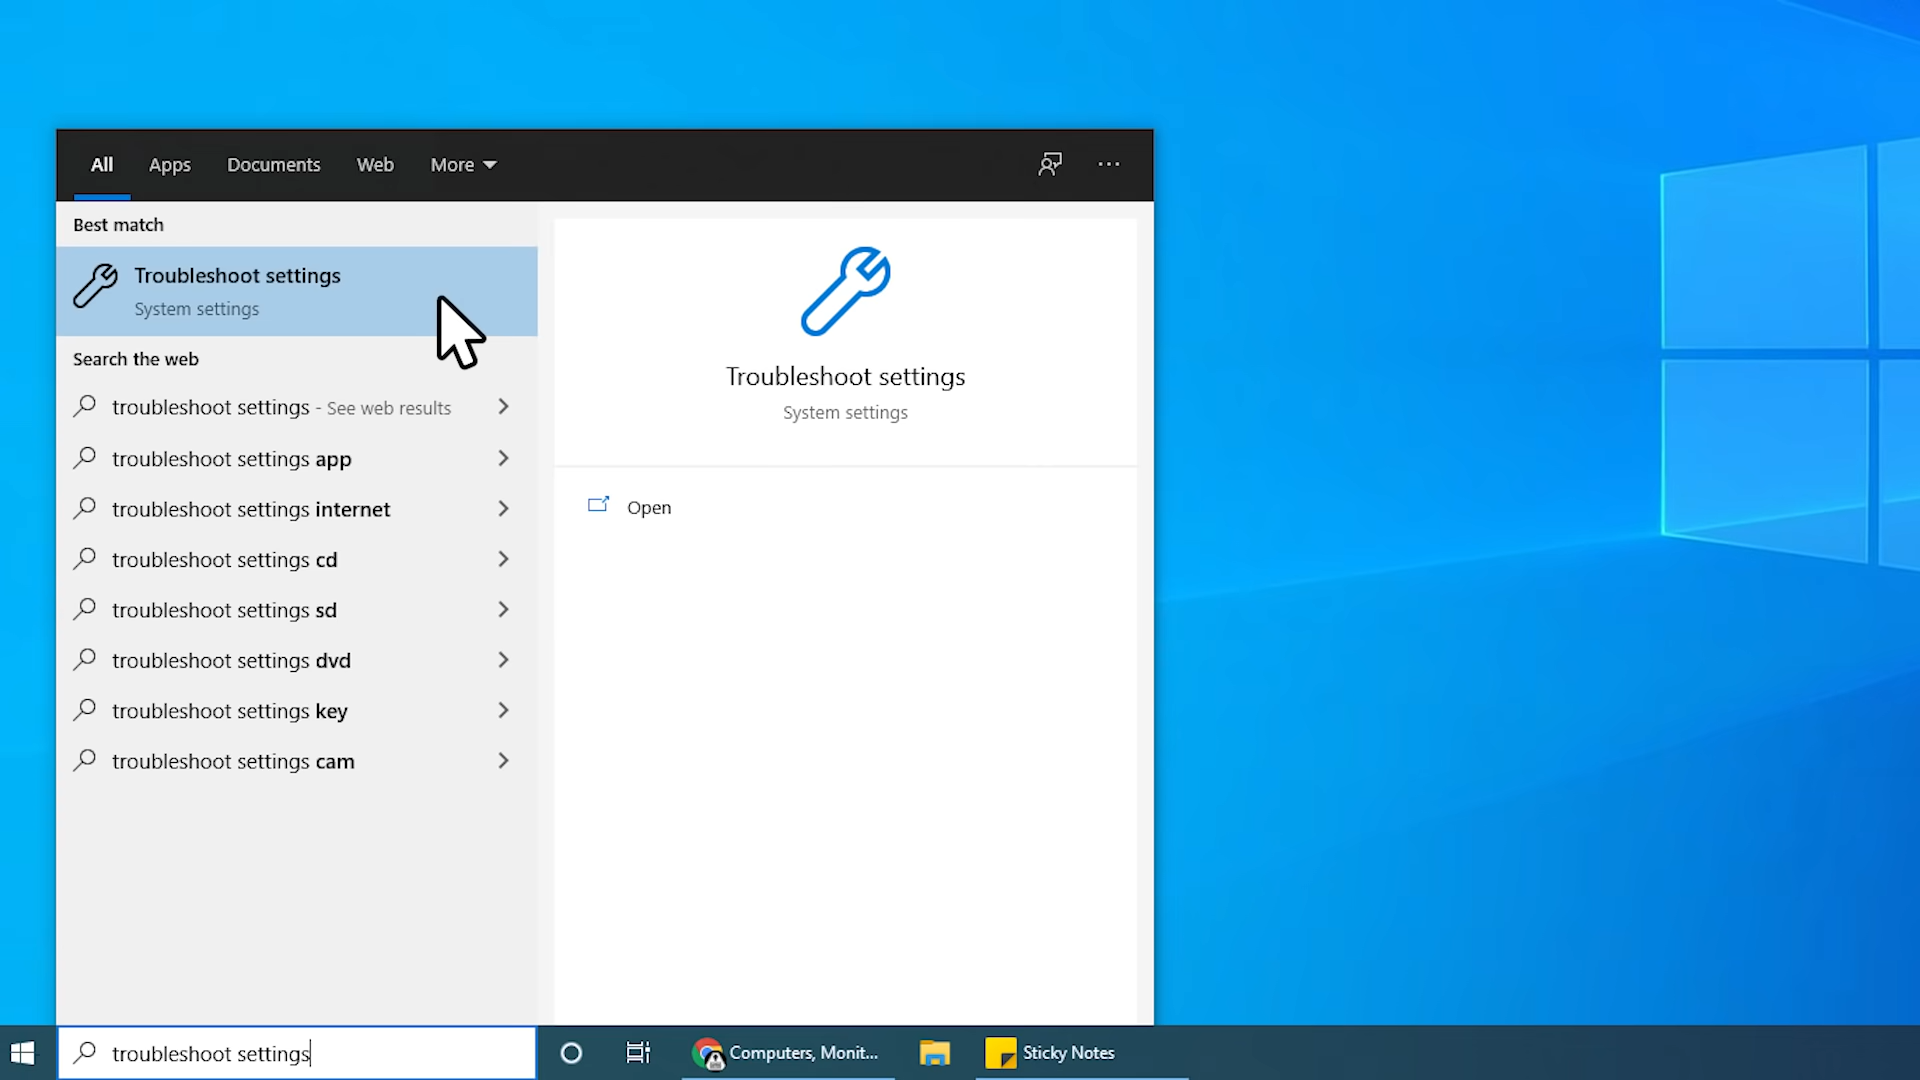 All Apps Documents Web More
Best match
Troubleshoot settings
System settings
Search the web
troubleshoot settings - See web results
troubleshoot settings app
troubleshoot settings internet
troubleshoot settings cd
troubleshoot settings sd
troubleshoot settings dvd
troubleshoot settings key
troubleshoot settings cam
Troubleshoot settings
System settings
Open
troubleshoot settings
Computers, Monit...
Sticky Notes